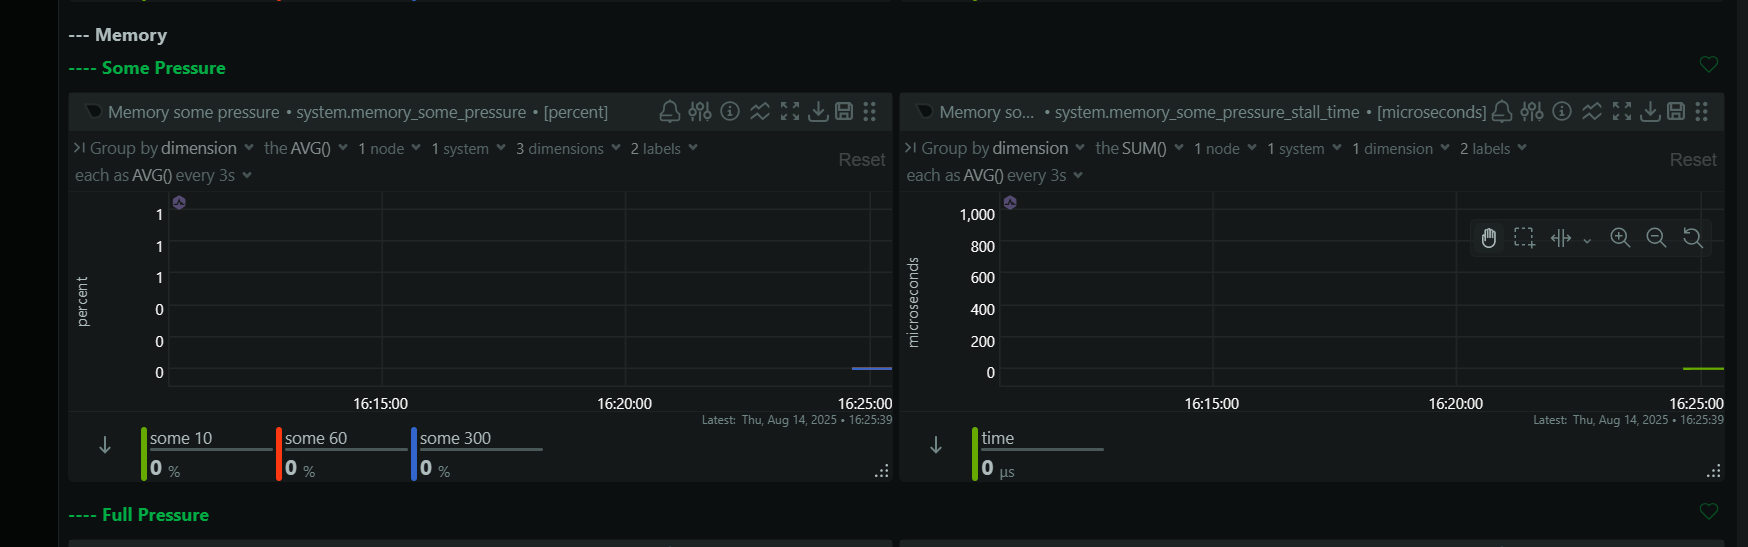 --- Memory
---- Some Pressure
Memory some pressure • system.memory_some_pressure • [percent]
Group by dimension the AVG() 1 node 1 system 3 dimensions 2 labels
each as AVG() every 3s
Reset
percent
1
1
1
0
0
0
16:15:00 16:20:00 16:25:00
Latest: Thu, Aug 14, 2025 • 16:25:39
some 10 some 60 some 300
0 % 0 % 0 %
Memory so... • system.memory_some_pressure_stall_time • [microseconds]
Group by dimension the SUM() 1 node 1 system 1 dimension 2 labels
each as AVG() every 3s
Reset
microseconds
1,000
800
600
400
200
0
16:15:00 16:20:00 16:25:00
Latest: Thu, Aug 14, 2025 • 16:25:39
time
0 µs
---- Full Pressure